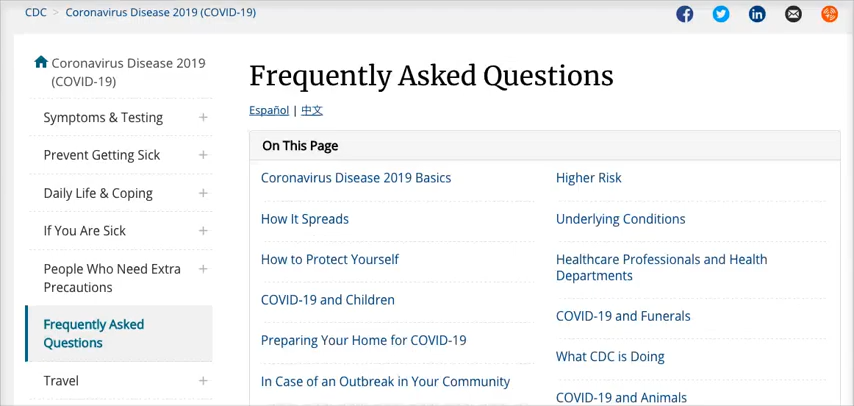 CDC > Coronavirus Disease 2019 (COVID-19)
Coronavirus Disease 2019
(COVID-19)
Symptoms & Testing +
Prevent Getting Sick +
Daily Life & Coping +
If You Are Sick +
People Who Need Extra +
Precautions
Frequently Asked
Questions
Travel +
Frequently Asked Questions
Español | 中文
On This Page
Coronavirus Disease 2019 Basics
How It Spreads
How to Protect Yourself
COVID-19 and Children
Preparing Your Home for COVID-19
In Case of an Outbreak in Your Community
Higher Risk
Underlying Conditions
Healthcare Professionals and Health
Departments
COVID-19 and Funerals
What CDC is Doing
COVID-19 and Animals